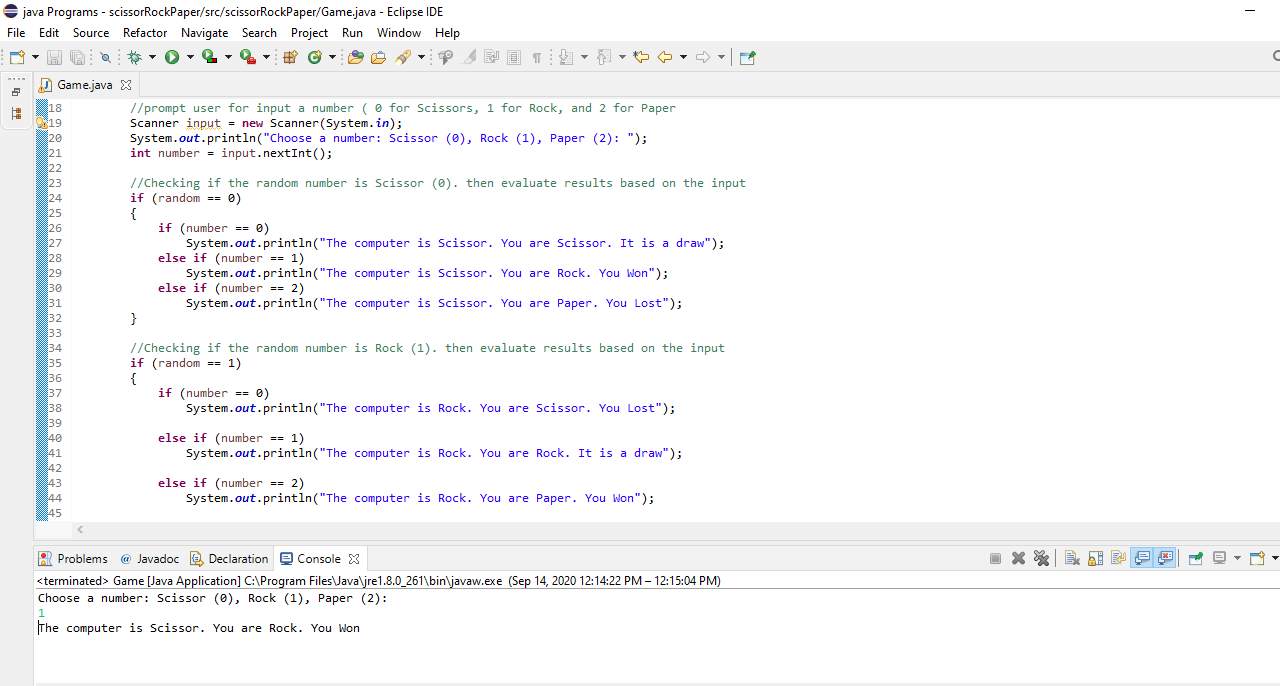 java Programs - scissorRockPaper/src/scissorRockPaper/Game.java - Eclipse IDE
File Edit Source Refactor Navigate Search Project Run Window Help
Game.java
18 //prompt user for input a number ( 0 for Scissors, 1 for Rock, and 2 for Paper
19 Scanner input = new Scanner(System.in);
20 System.out.println("Choose a number: Scissor (0), Rock (1), Paper (2): ");
21 int number = input.nextInt();
22
23 //Checking if the random number is Scissor (0). then evaluate results based on the input
24 if (random == 0)
25 {
26 if (number == 0)
27 System.out.println("The computer is Scissor. You are Scissor. It is a draw");
28 else if (number == 1)
29 System.out.println("The computer is Scissor. You are Rock. You Won");
30 else if (number == 2)
31 System.out.println("The computer is Scissor. You are Paper. You Lost");
32 }
33
34 //Checking if the random number is Rock (1). then evaluate results based on the input
35 if (random == 1)
36 {
37 if (number == 0)
38 System.out.println("The computer is Rock. You are Scissor. You Lost");
39
40 else if (number == 1)
41 System.out.println("The computer is Rock. You are Rock. It is a draw");
42
43 else if (number == 2)
44 System.out.println("The computer is Rock. You are Paper. You Won");
45
Problems @ Javadoc Declaration Console
<terminated> Game [Java Application] C:\Program Files\Java\jre1.8.0_261\bin\javaw.exe (Sep 14, 2020 12:14:22 PM – 12:15:04 PM)
Choose a number: Scissor (0), Rock (1), Paper (2):
1
The computer is Scissor. You are Rock. You Won